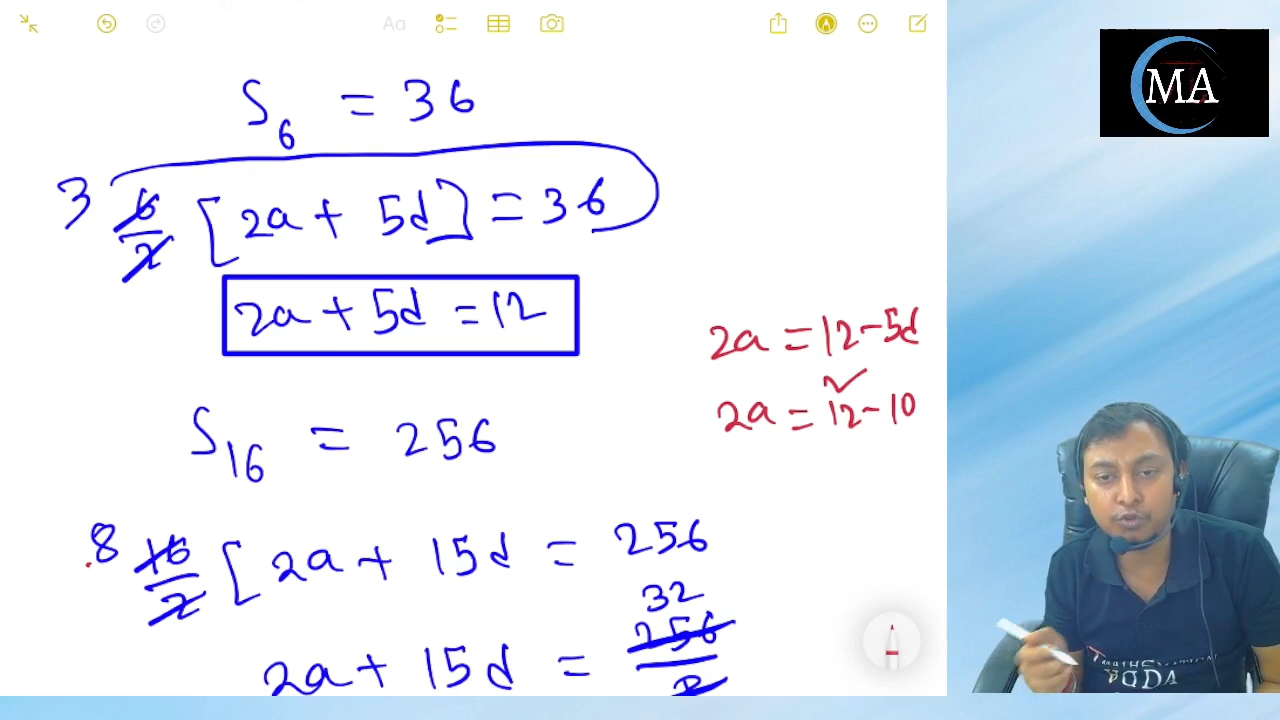 Aa
S₆ = 36
3 6/2 [2a + 5d] = 36
2a + 5d = 12
2a = 12 - 5d
2a = 12 - 10
S₁₆ = 256
8 16/2 [2a + 15d = 256
32
2a + 15d = 256/8
MA